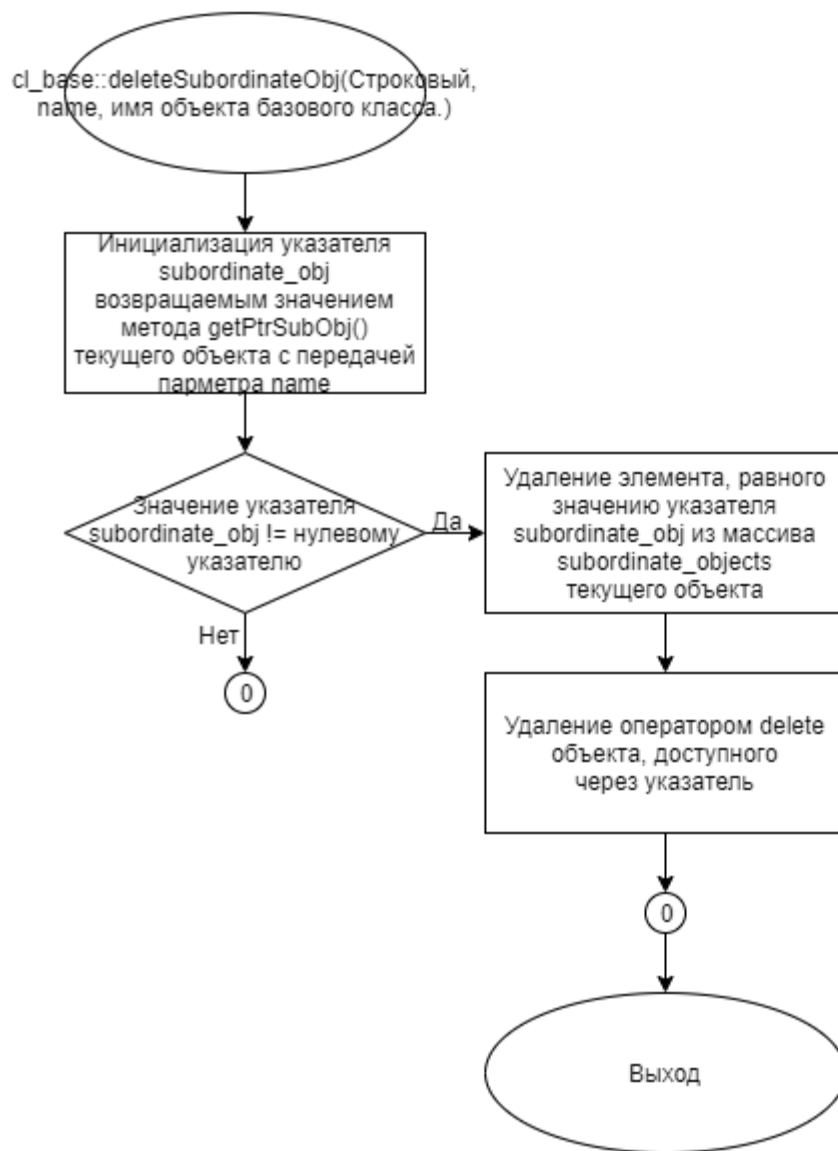 cl_base::deleteSubordinateObj(Строковый,
name, имя объекта базового класса.)
Инициализация указателя
subordinate_obj
возвращаемым значением
метода getPtrSubObj()
текущего объекта с передачей
парметра name
Значение указателя
subordinate_obj != нулевому
указателю
Да
Нет
0
Удаление элемента, равного
значению указателя
subordinate_obj из массива
subordinate_objects
текущего объекта
Удаление оператором delete
объекта, доступного
через указатель
0
Выход